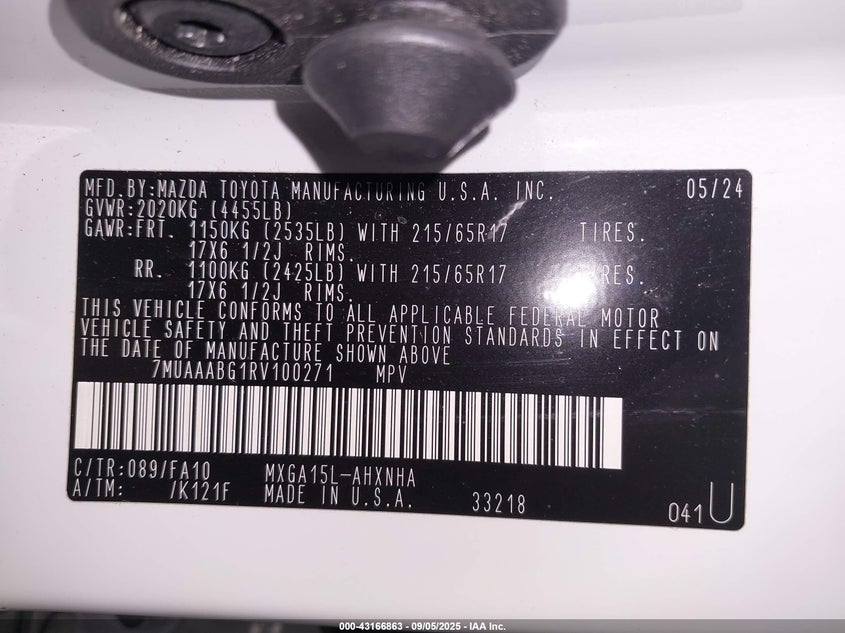 MFD.BY:MAZDA TOYOTA MANUFACTURING U.S.A. INC. 05/24
GVWR:2020KG (4455LB)
GAWR:FRT. 1150KG (2535LB) WITH 215/65R17 TIRES.
17X6 1/2J RIMS.
RR. 1100KG (2425LB) WITH 215/65R17 TIRES.
17X6 1/2J RIMS.
THIS VEHICLE CONFORMS TO ALL APPLICABLE FEDERAL MOTOR
VEHICLE SAFETY AND THEFT PREVENTION STANDARDS IN EFFECT ON
THE DATE OF MANUFACTURE SHOWN ABOVE
7MUAAABG1RV100271 MPV
C/TR:089/FA10 MXGA15L-AHXNHA
A/TM: /K121F MADE IN U.S.A. 33218 041U
000-43166863 - 09/05/2025 - IAA Inc.